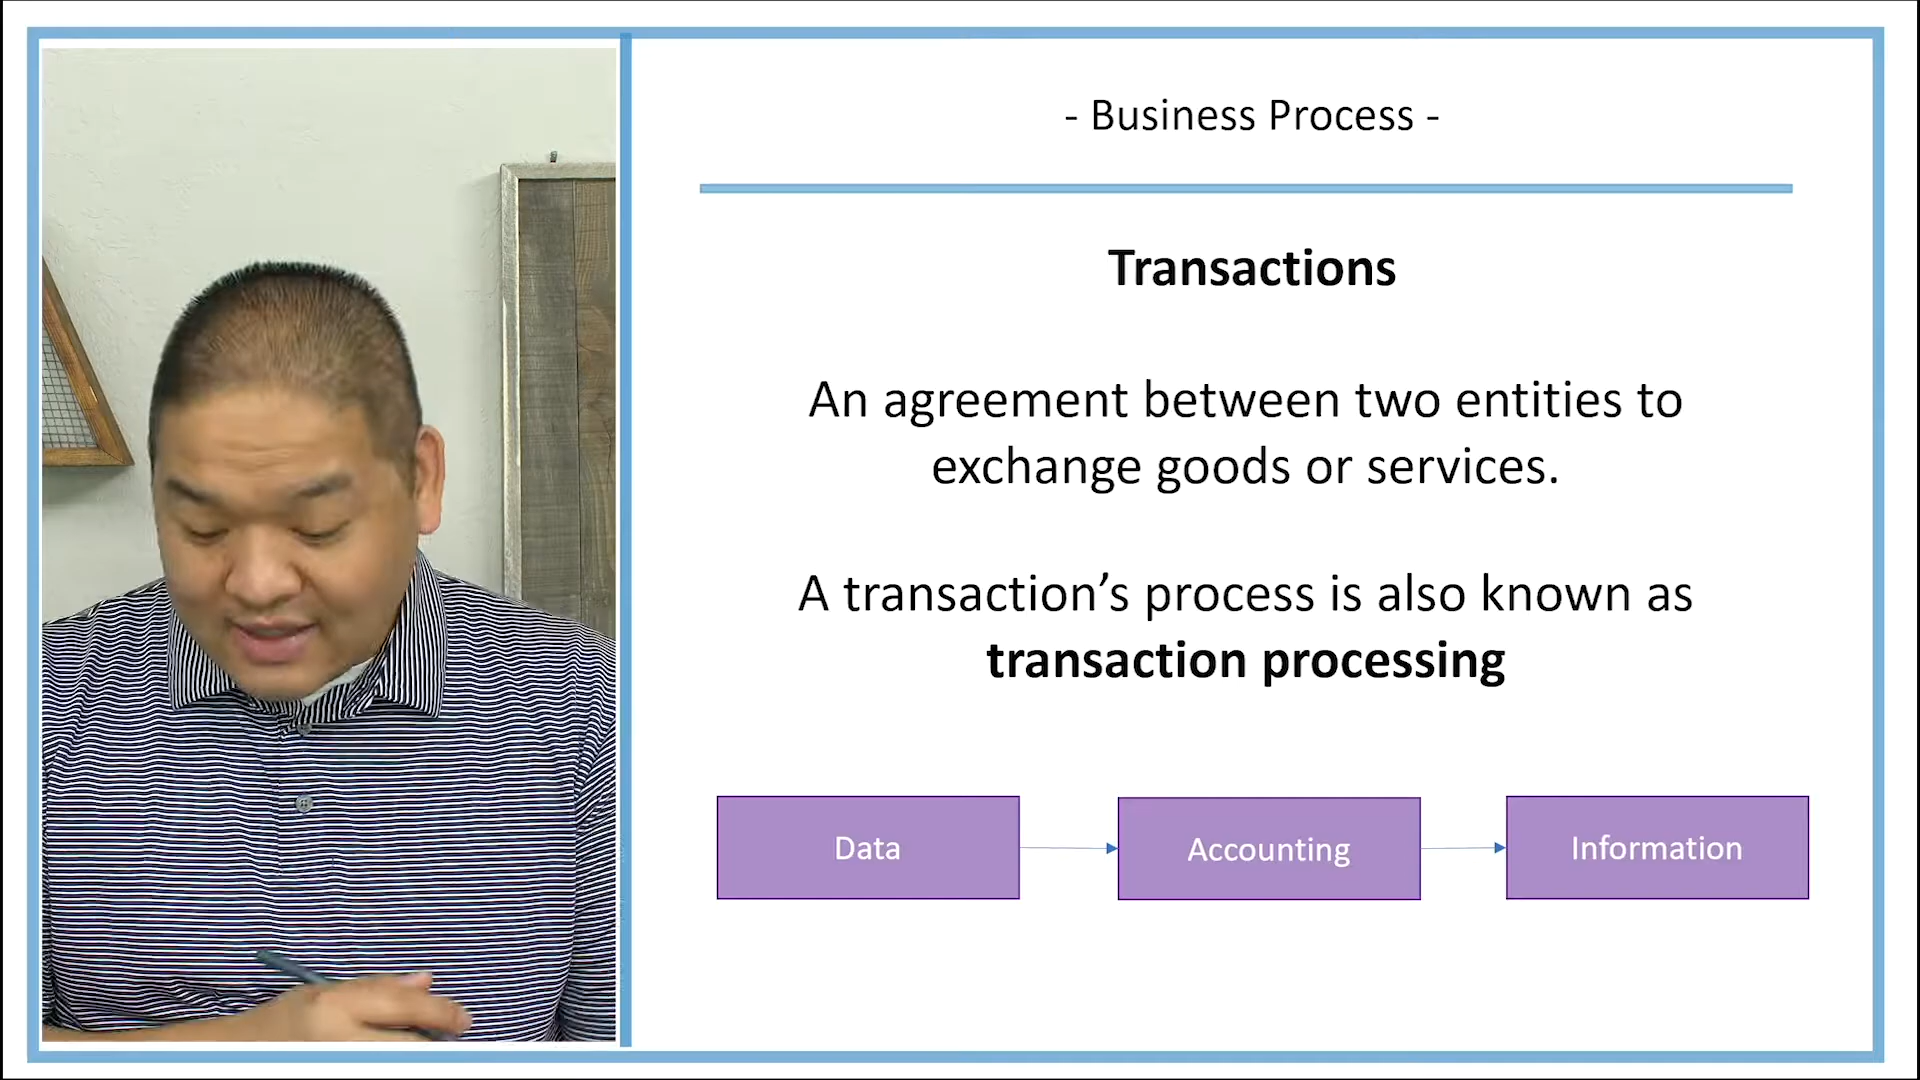 - Business Process -
Transactions
An agreement between two entities to
exchange goods or services.
A transaction’s process is also known as
transaction processing
Data
Accounting
Information